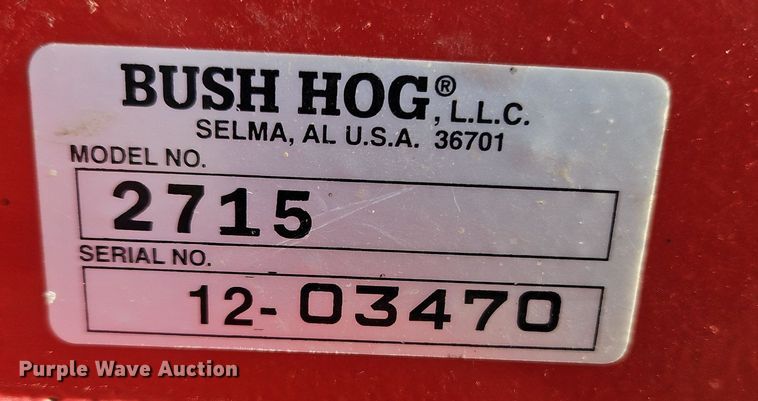 BUSH HOG®, L.L.C.
SELMA, AL U.S.A. 36701
MODEL NO.
2715
SERIAL NO.
12-03470
Purple Wave Auction